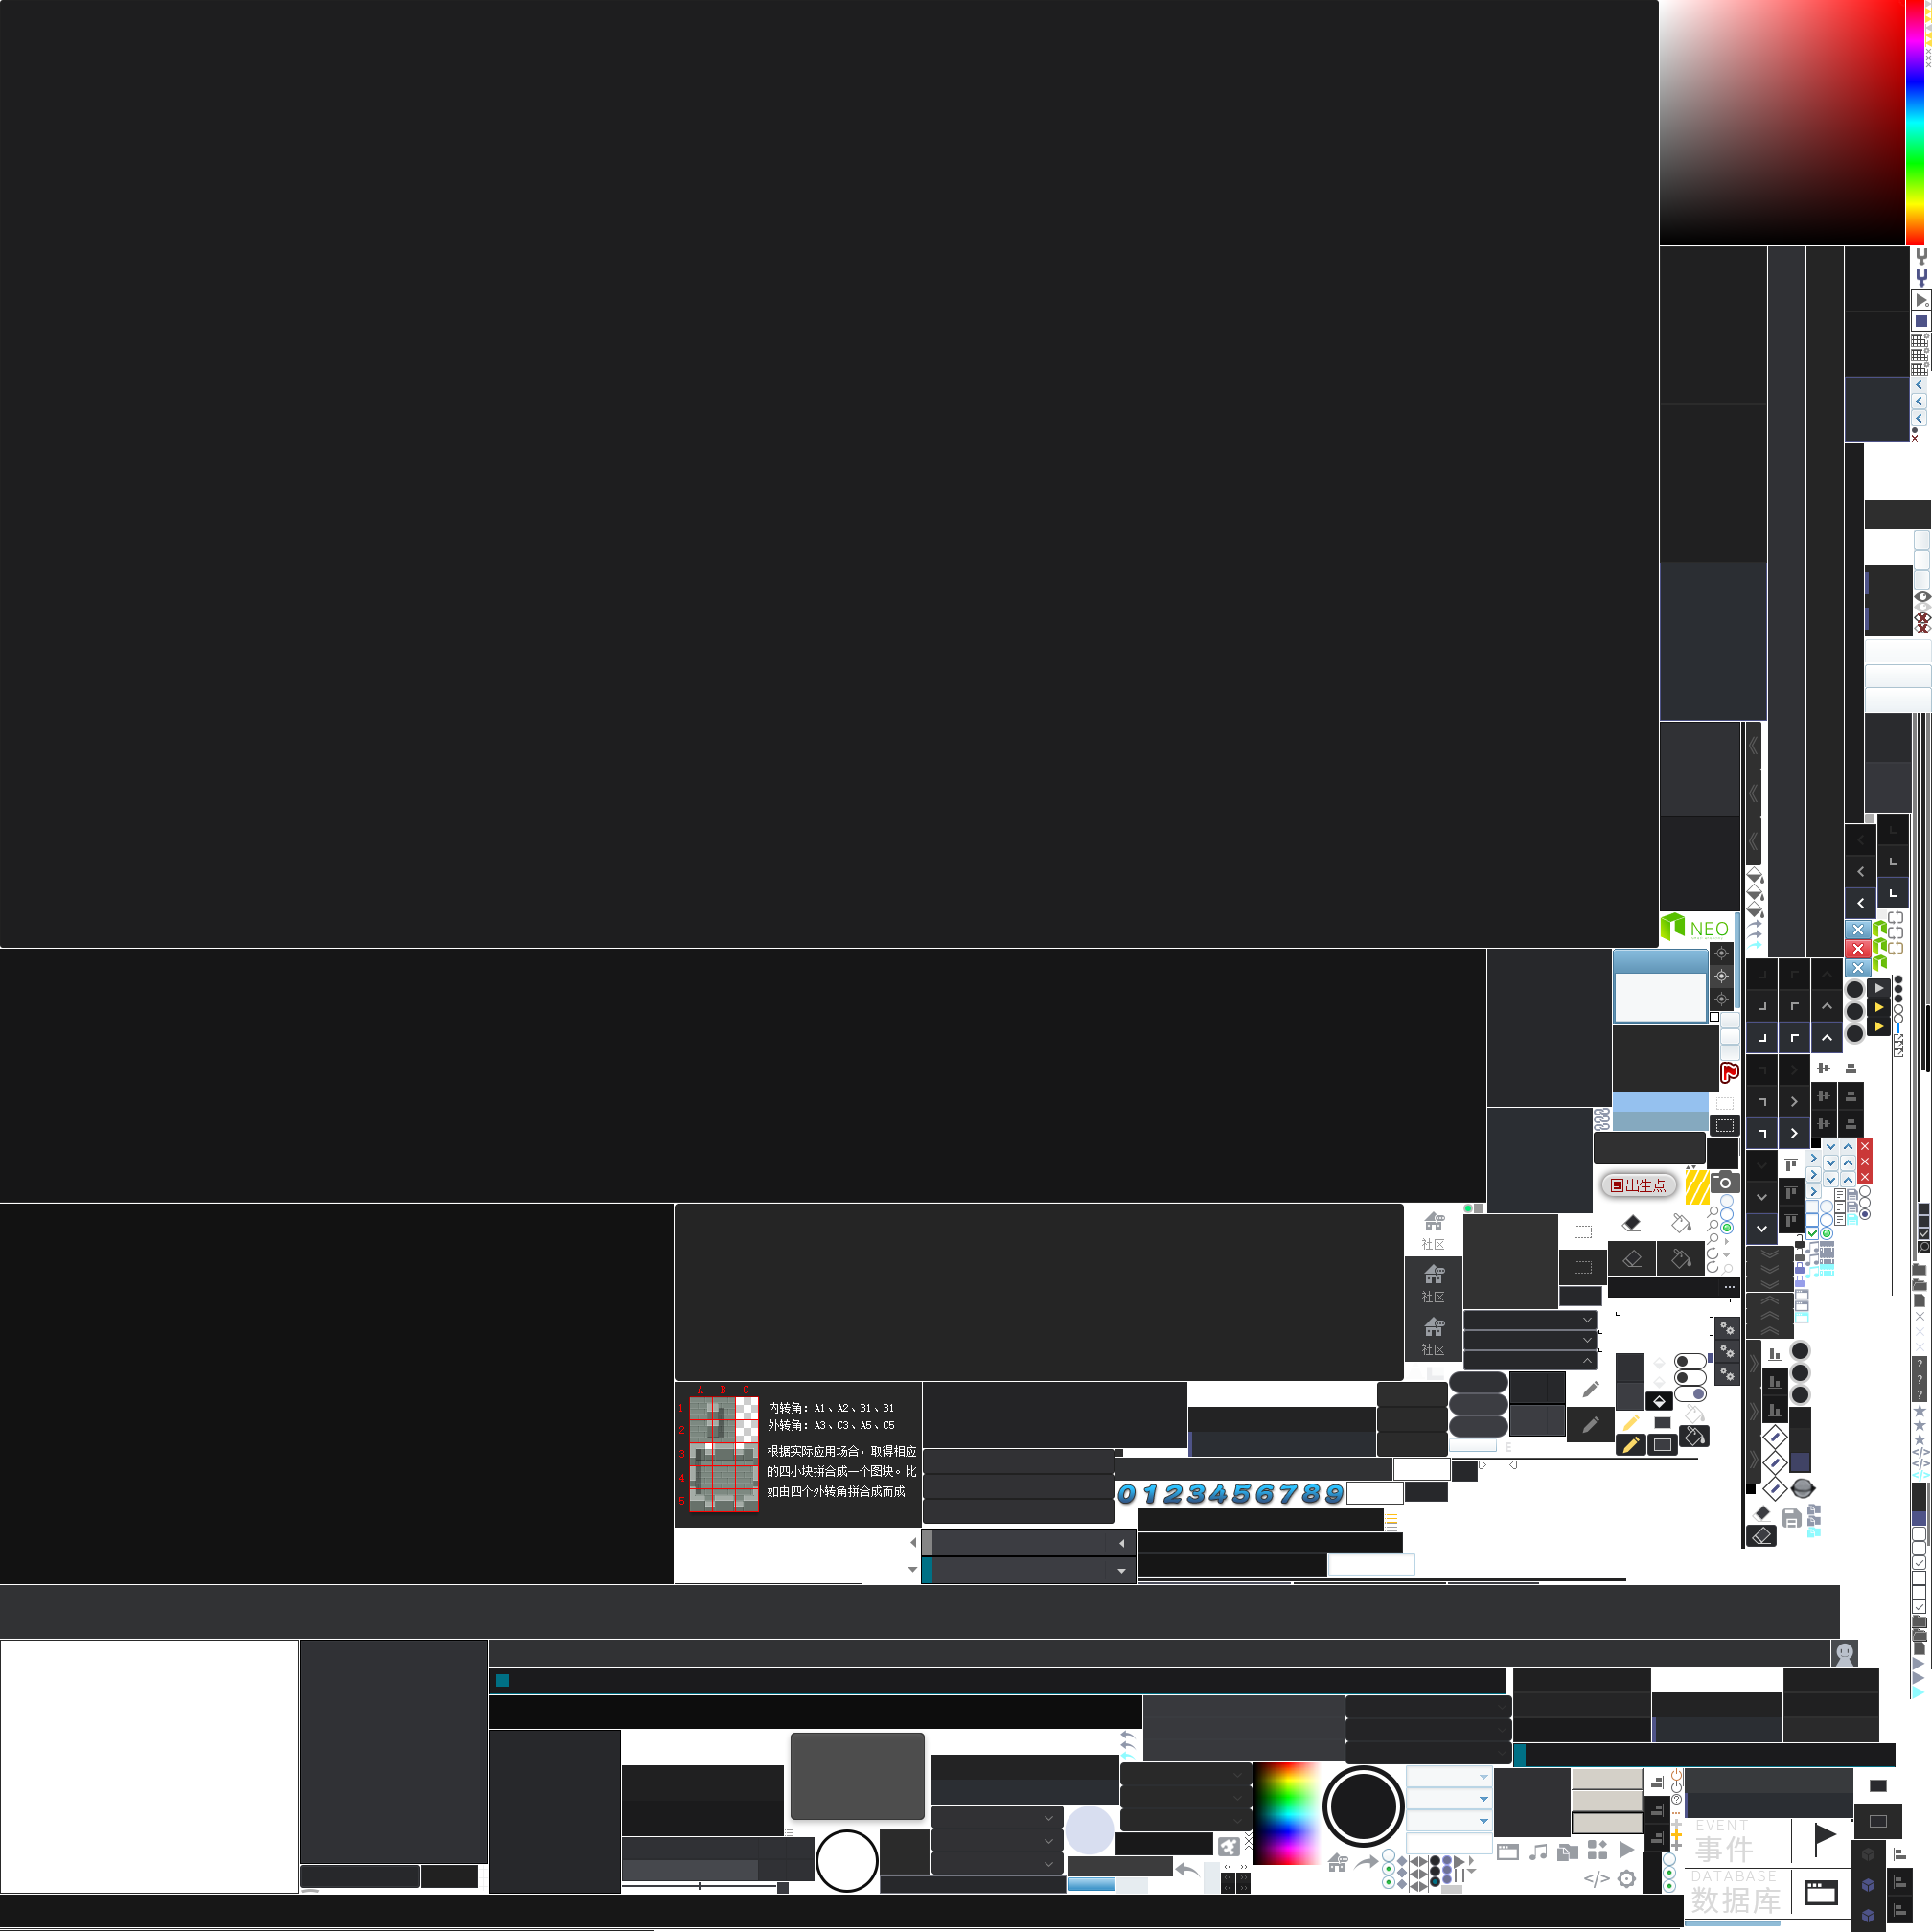 NEO
出生点
社区
社区
社区
A B C
1
2
3
4
5
内转角: A1、A2、B1、B1
外转角: A3、C3、A5、C5
根据实际应用场合，取得相应
的四小块拼合成一个图块。比
如由四个外转角拼合成而成
E
0123456789
?
?
?
EVENT
事件
DATABASE
数据库